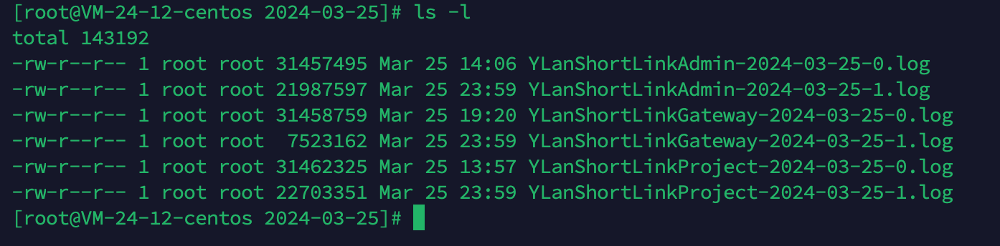 [root@VM-24-12-centos 2024-03-25]# ls -l
total 143192
-rw-r--r-- 1 root root 31457495 Mar 25 14:06 YLanShortLinkAdmin-2024-03-25-0.log
-rw-r--r-- 1 root root 21987597 Mar 25 23:59 YLanShortLinkAdmin-2024-03-25-1.log
-rw-r--r-- 1 root root 31458759 Mar 25 19:20 YLanShortLinkGateway-2024-03-25-0.log
-rw-r--r-- 1 root root  7523162 Mar 25 23:59 YLanShortLinkGateway-2024-03-25-1.log
-rw-r--r-- 1 root root 31462325 Mar 25 13:57 YLanShortLinkProject-2024-03-25-0.log
-rw-r--r-- 1 root root 22703351 Mar 25 23:59 YLanShortLinkProject-2024-03-25-1.log
[root@VM-24-12-centos 2024-03-25]#